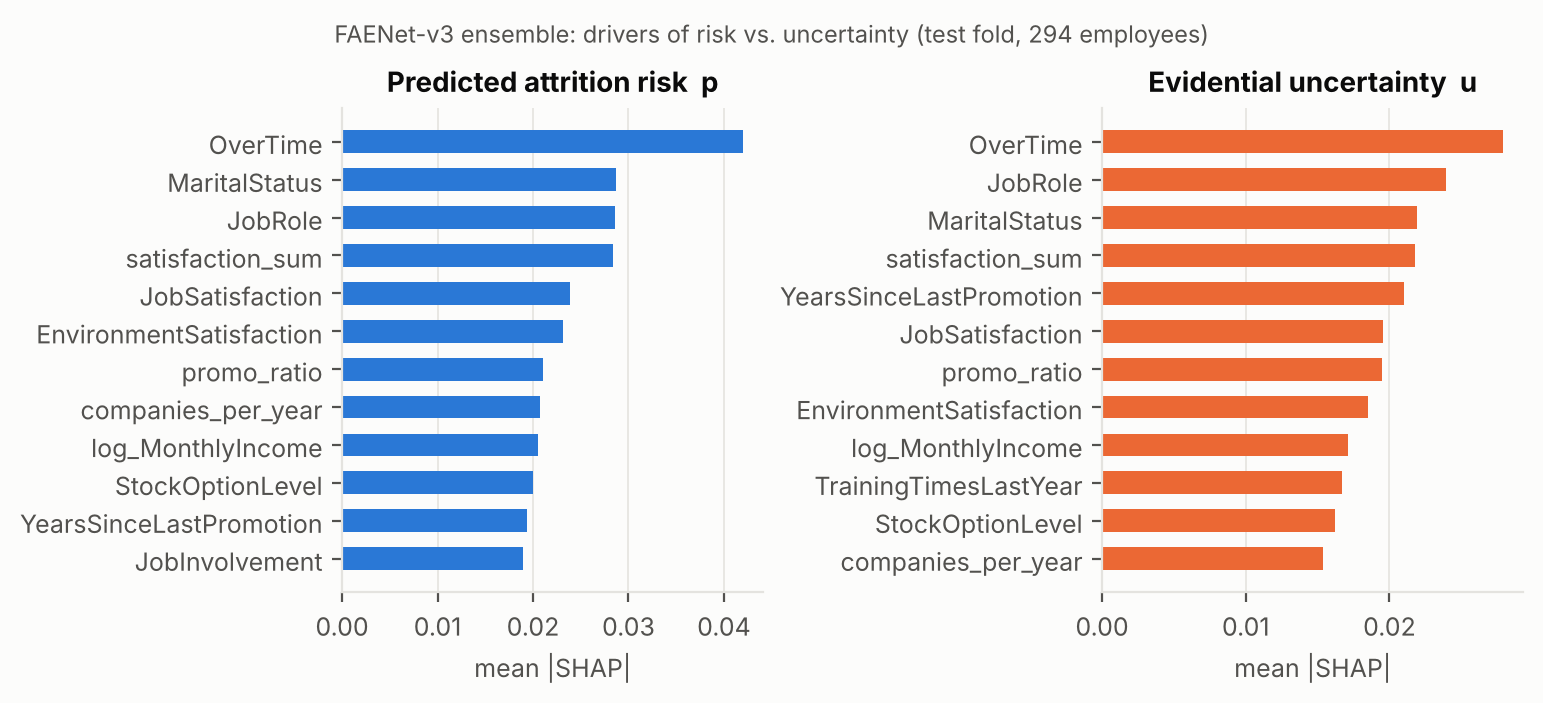 FAENet-v3 ensemble: drivers of risk vs. uncertainty (test fold, 294 employees)
Predicted attrition risk p
OverTime
MaritalStatus
JobRole
satisfaction_sum
JobSatisfaction
EnvironmentSatisfaction
promo_ratio
companies_per_year
log_MonthlyIncome
StockOptionLevel
YearsSinceLastPromotion
JobInvolvement
0.00 0.01 0.02 0.03 0.04
mean |SHAP|
Evidential uncertainty u
OverTime
JobRole
MaritalStatus
satisfaction_sum
YearsSinceLastPromotion
JobSatisfaction
promo_ratio
EnvironmentSatisfaction
log_MonthlyIncome
TrainingTimesLastYear
StockOptionLevel
companies_per_year
0.00 0.01 0.02
mean |SHAP|